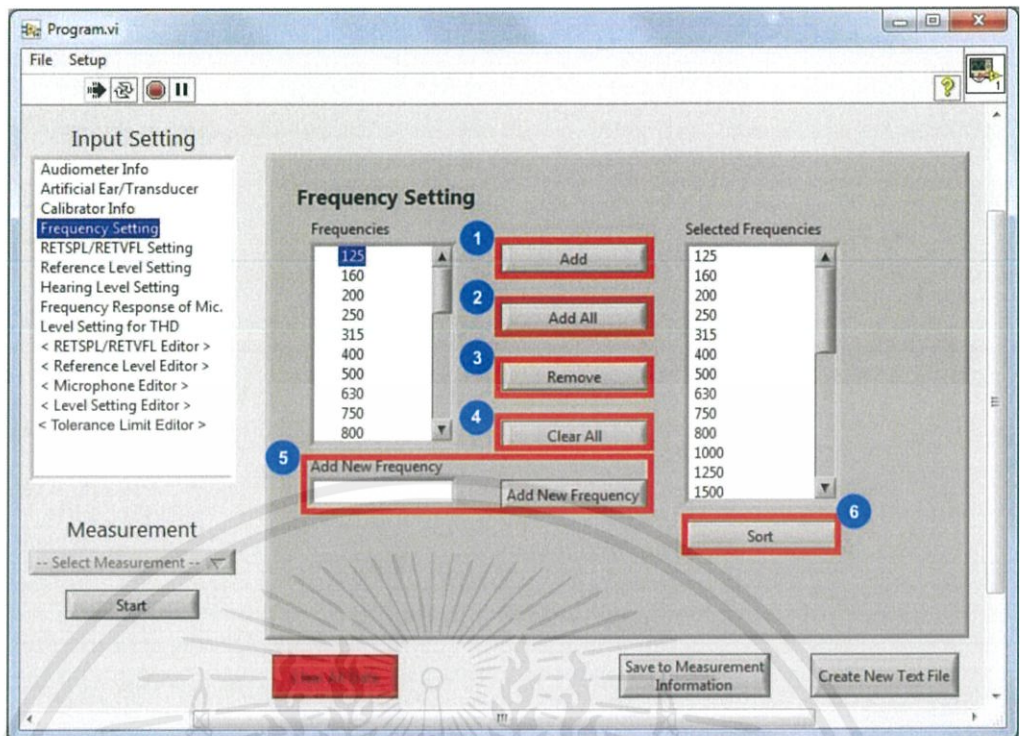 Program.vi
File Setup
1
Input Setting
Audiometer Info
Artificial Ear/Transducer
Calibrator Info
Frequency Setting
RETSPL/RETVFL Setting
Reference Level Setting
Hearing Level Setting
Frequency Response of Mic.
Level Setting for THD
< RETSPL/RETVFL Editor >
< Reference Level Editor >
< Microphone Editor >
< Level Setting Editor >
< Tolerance Limit Editor >
Measurement
-- Select Measurement --
Start
Frequency Setting
Frequencies
125
160
200
250
315
400
500
630
750
800
1
Add
2
Add All
3
Remove
4
Clear All
5
Add New Frequency
Add New Frequency
Selected Frequencies
125
160
200
250
315
400
500
630
750
800
1000
1250
1500
6
Sort
Save to Measurement
Information
Create New Text File